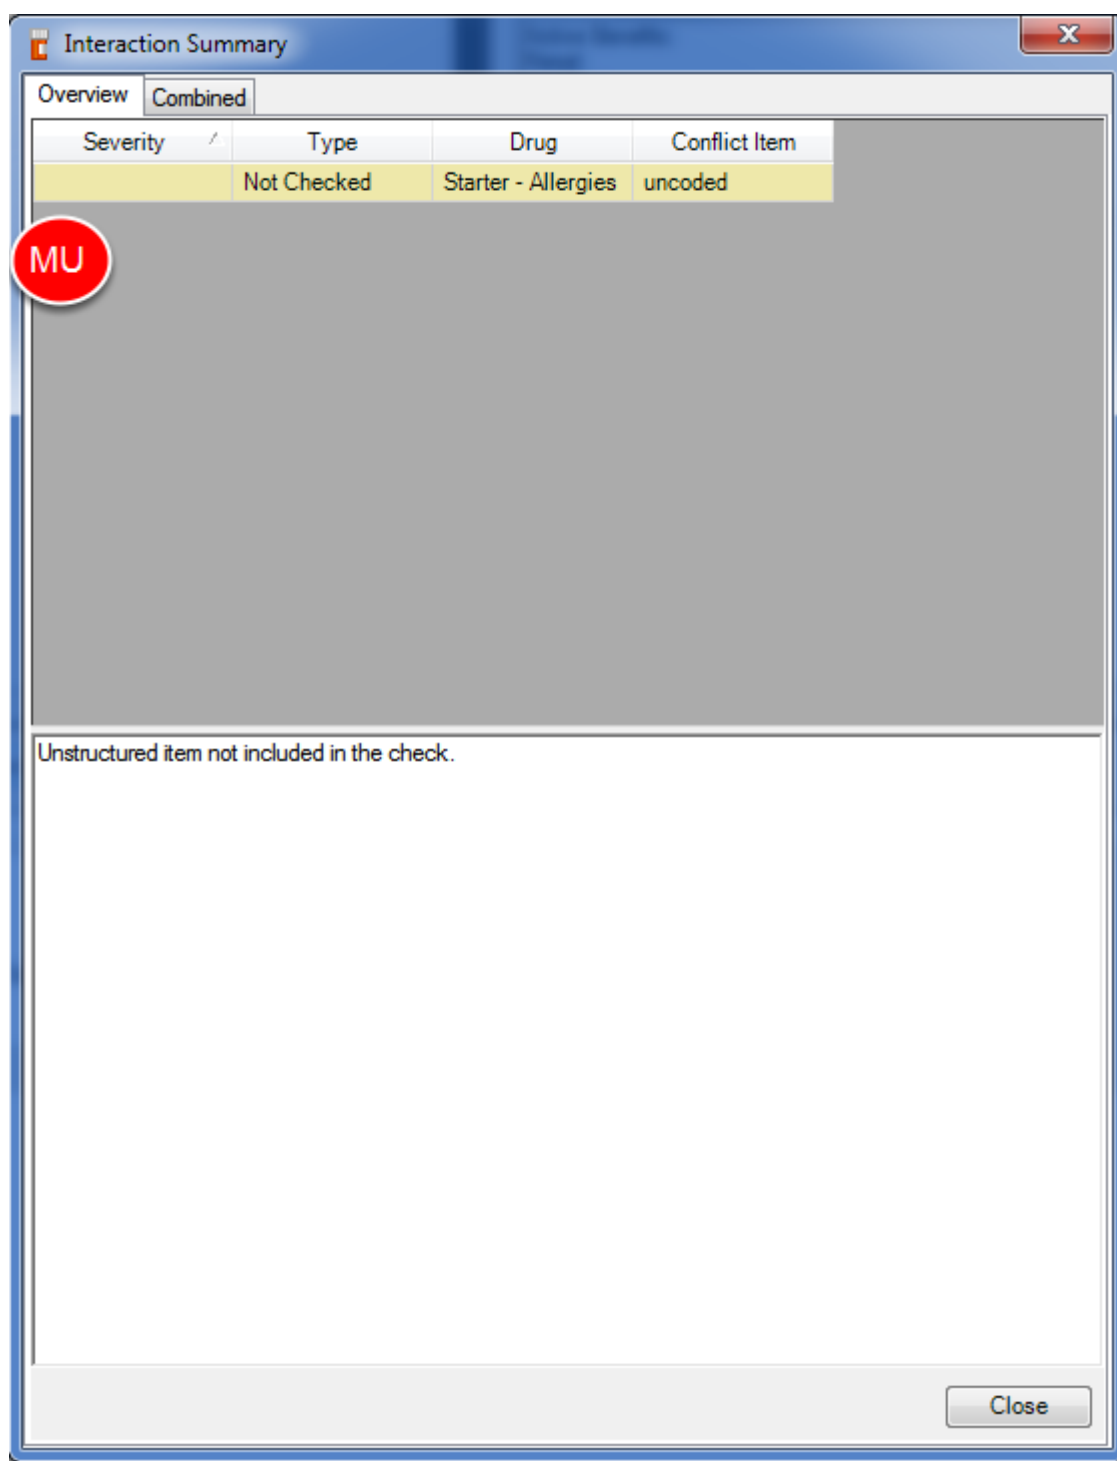 Interaction Summary
Overview Combined
Severity Type Drug Conflict Item
Not Checked Starter - Allergies uncoded
MU
Unstructured item not included in the check.
Close